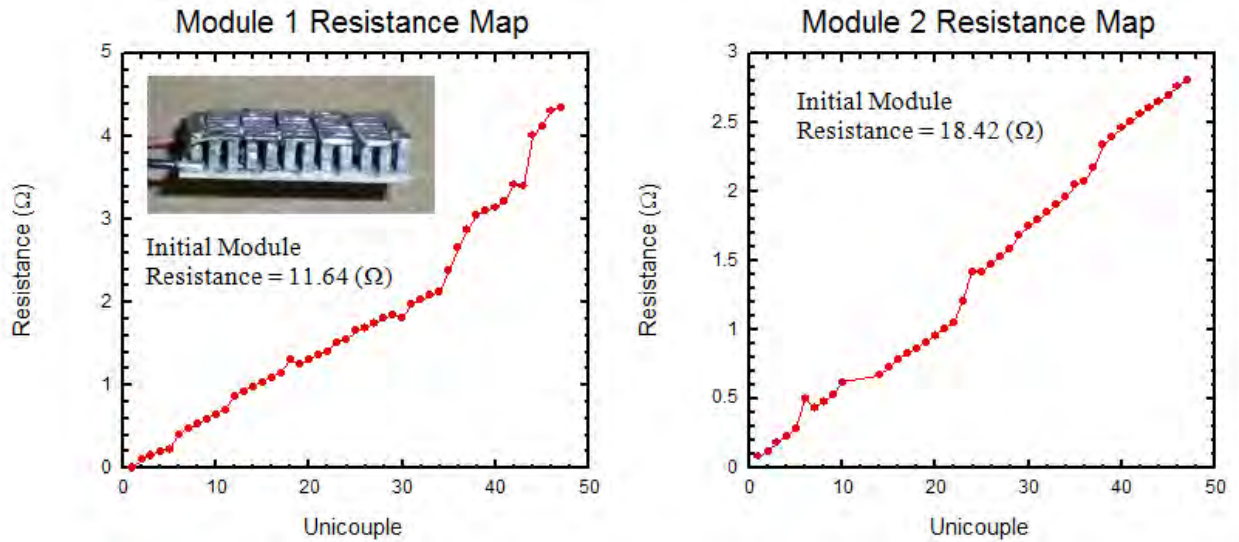 Module 1 Resistance Map
5
4
3
2
1
0
0
10
20
30
40
50
Resistance (Ω)
Unicouple
Initial Module
Resistance = 11.64 (Ω)
Module 2 Resistance Map
3
2.5
2
1.5
1
0.5
0
0
10
20
30
40
50
Resistance (Ω)
Unicouple
Initial Module
Resistance = 18.42 (Ω)